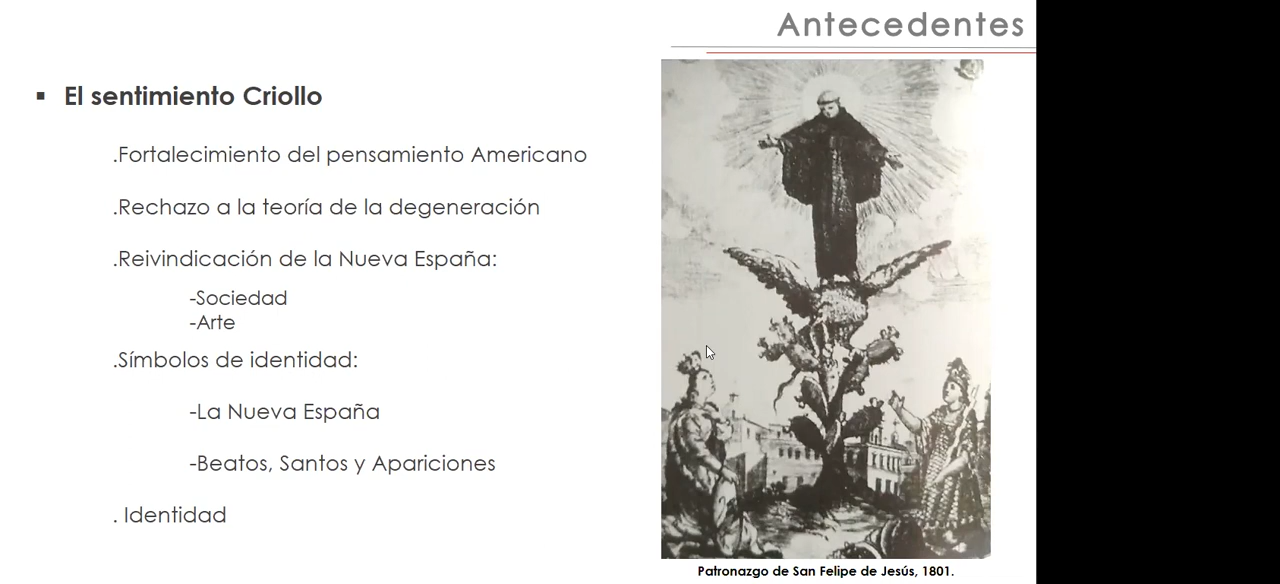 Antecedentes
▪ El sentimiento Criollo
.Fortalecimiento del pensamiento Americano
.Rechazo a la teoría de la degeneración
.Reivindicación de la Nueva España:
-Sociedad
-Arte
.Símbolos de identidad:
-La Nueva España
-Beatos, Santos y Apariciones
. Identidad
Patronazgo de San Felipe de Jesús, 1801.